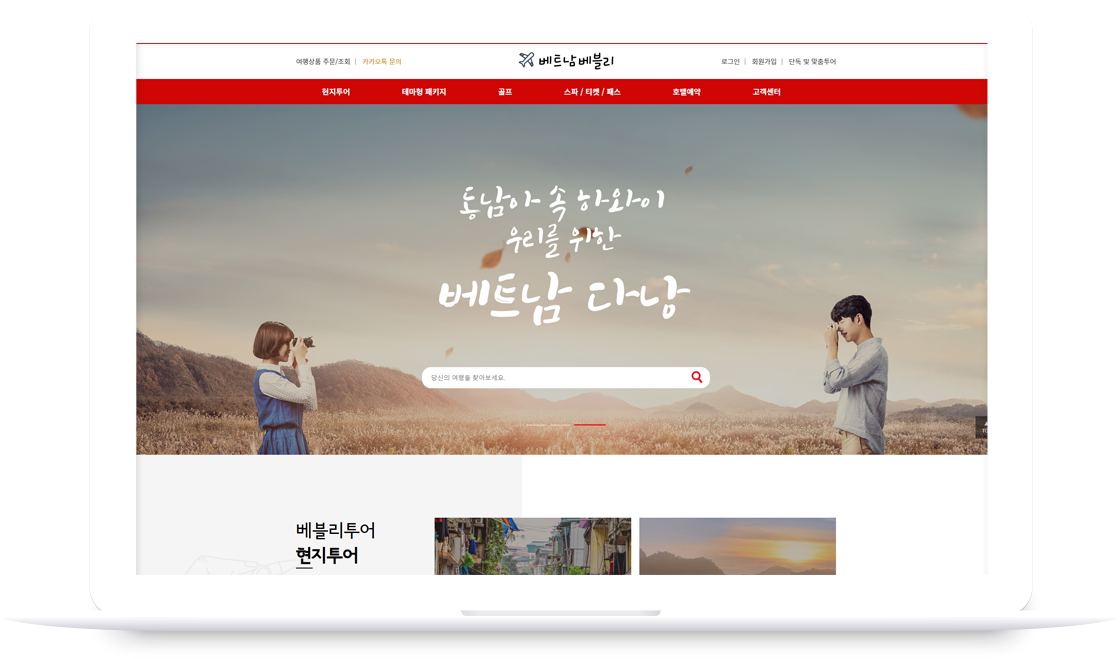 여행상품 주문/조회 | 카카오톡 문의
베트남베블리
로그인 | 회원가입 | 단독 및 맞춤투어
현지투어 테마형 패키지 골프 스파 / 티켓 / 패스 호텔예약 고객센터
동남아 속 하와이
우리를 위한
베트남 다낭
당신의 여행을 찾아보세요.
베블리투어
현지투어